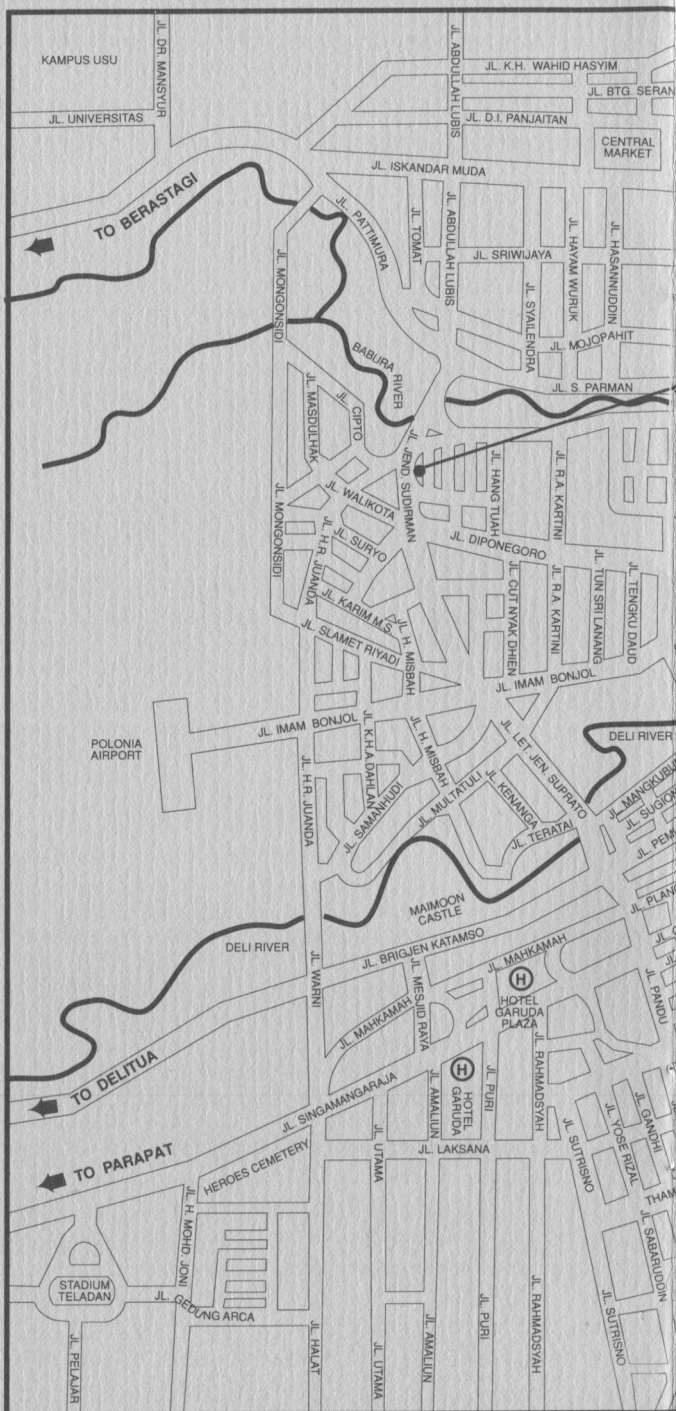 KAMPUS USU
JL. DR. MANSYUR
JL. UNIVERSITAS
JL. ABDULLAH LUBIS
JL. K.H. WAHID HASYIM
JL. BTG. SERAN
JL. D.I. PANJAITAN
CENTRAL
MARKET
JL. ISKANDAR MUDA
TO BERASTAGI
JL. PATTIMURA
JL. TOMAT
JL. ABDULLAH LUBIS
JL. SRIWIJAYA
JL. HAYAM WURUK
JL. HASANNUDDIN
JL. MONGONSIDI
JL. SYAILENDRA
JL. MOJOPAHIT
BABURA
RIVER
JL. S. PARMAN
JL. MASDULHAK
JL. CIPTO
JL. JEND. SUDIRMAN
JL. HANG TUAH
JL. R.A. KARTINI
JL. WALIKOTA
JL. MONGONSIDI
JL. SURYO
JL. H.R. JUANDA
JL. DIPONEGORO
JL. KARIM M.S.
JL. CUT NYAK DHIEN
JL. R.A. KARTINI
JL. TUN SRI LANANG
JL. TENGKU DAUD
JL. SLAMET RIYADI
JL. H. MISBAH
JL. IMAM BONJOL
POLONIA
AIRPORT
JL. IMAM BONJOL
JL. K.H.A.DAHLAN
JL. H. MISBAH
JL. LET. JEN. SUPRATO
DELI RIVER
JL. H.R. JUANDA
JL. SAMANHUDI
JL. MULTATULI
JL. KENANGA
JL. TERATAI
JL. MANGKUBUM
JL. SUGION
JL. PEMU
MAIMOON
CASTLE
JL. PLANG
DELI RIVER
JL. WARNI
JL. BRIGJEN KATAMSO
JL. MAHKAMAH
JL. PANDU
H
HOTEL
GARUDA
PLAZA
JL. MAHKAMAH
JL. MESJID RAYA
TO DELITUA
H
HOTEL
GARUDA
JL. PURI
JL. RAHMADSYAH
JL. SINGAMANGARAJA
JL. AMALIUN
JL. UTAMA
JL. LAKSANA
JL. SUTRISNO
JL. YOSE RIZAL
JL. GANDHI
TO PARAPAT
HEROES CEMETERY
THAM
JL. SABARUDDIN
JL. H. MOHD. JONI
STADIUM
TELADAN
JL. GEDUNG ARCA
JL. PELAJAR
JL. HALAT
JL. UTAMA
JL. AMALIUN
JL. PURI
JL. RAHMADSYAH
JL. SUTRISNO